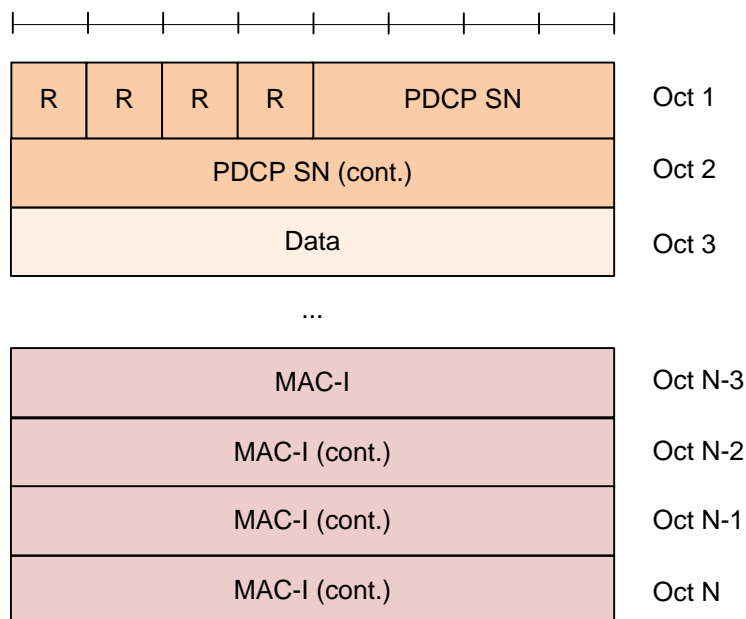 R R R R PDCP SN Oct 1
PDCP SN (cont.) Oct 2
Data Oct 3
...
MAC-I Oct N-3
MAC-I (cont.) Oct N-2
MAC-I (cont.) Oct N-1
MAC-I (cont.) Oct N